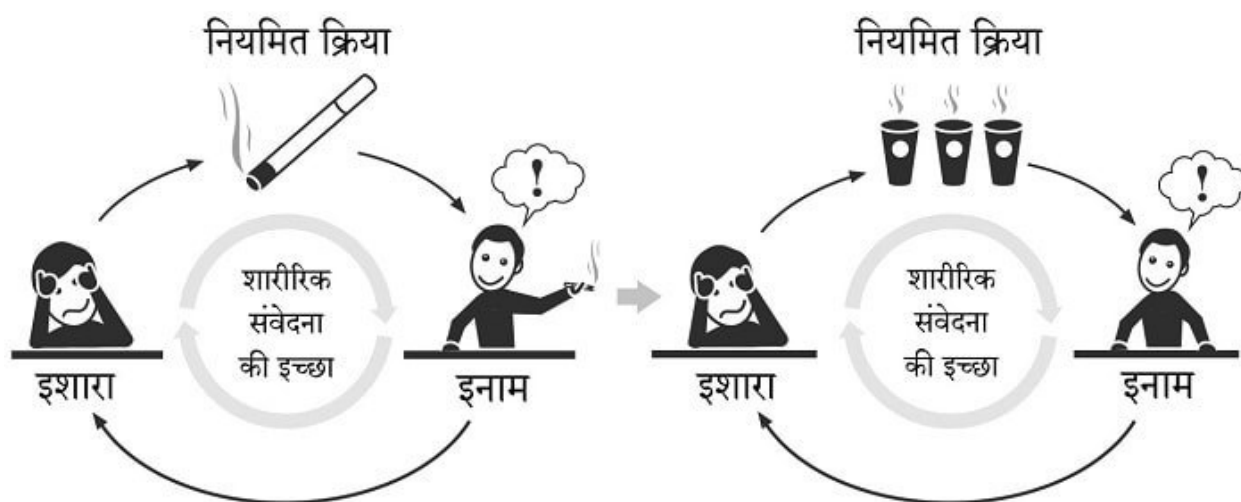 नियमित क्रिया
!
शारीरिक
संवेदना
की इच्छा
इशारा
इनाम
नियमित क्रिया
!
शारीरिक
संवेदना
की इच्छा
इशारा
इनाम